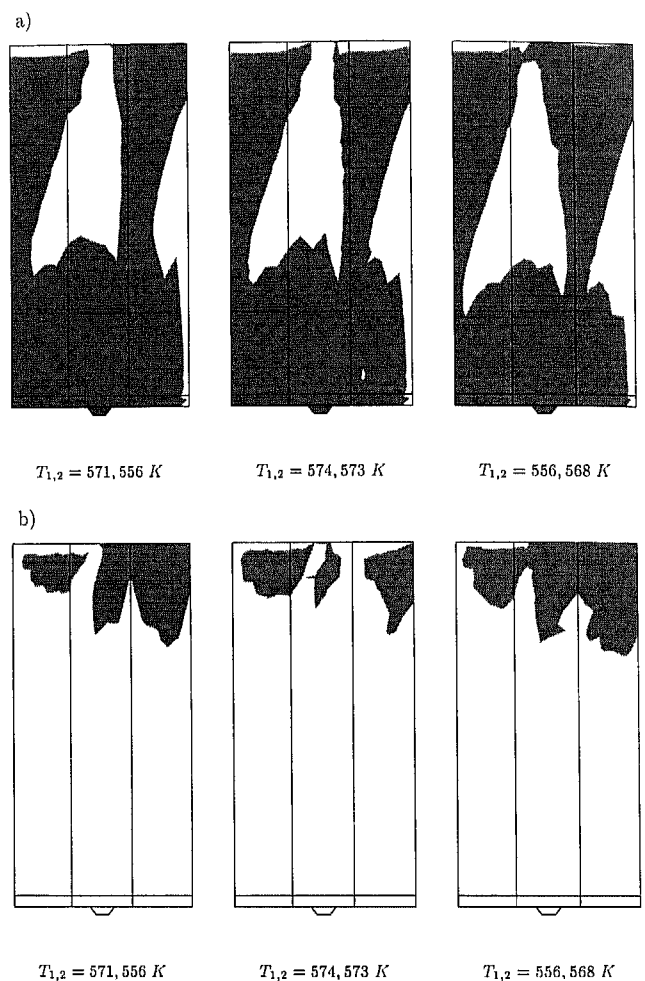 a)
T₁,₂ = 571, 556 K
T₁,₂ = 574, 573 K
T₁,₂ = 556, 568 K
b)
T₁,₂ = 571, 556 K
T₁,₂ = 574, 573 K
T₁,₂ = 556, 568 K